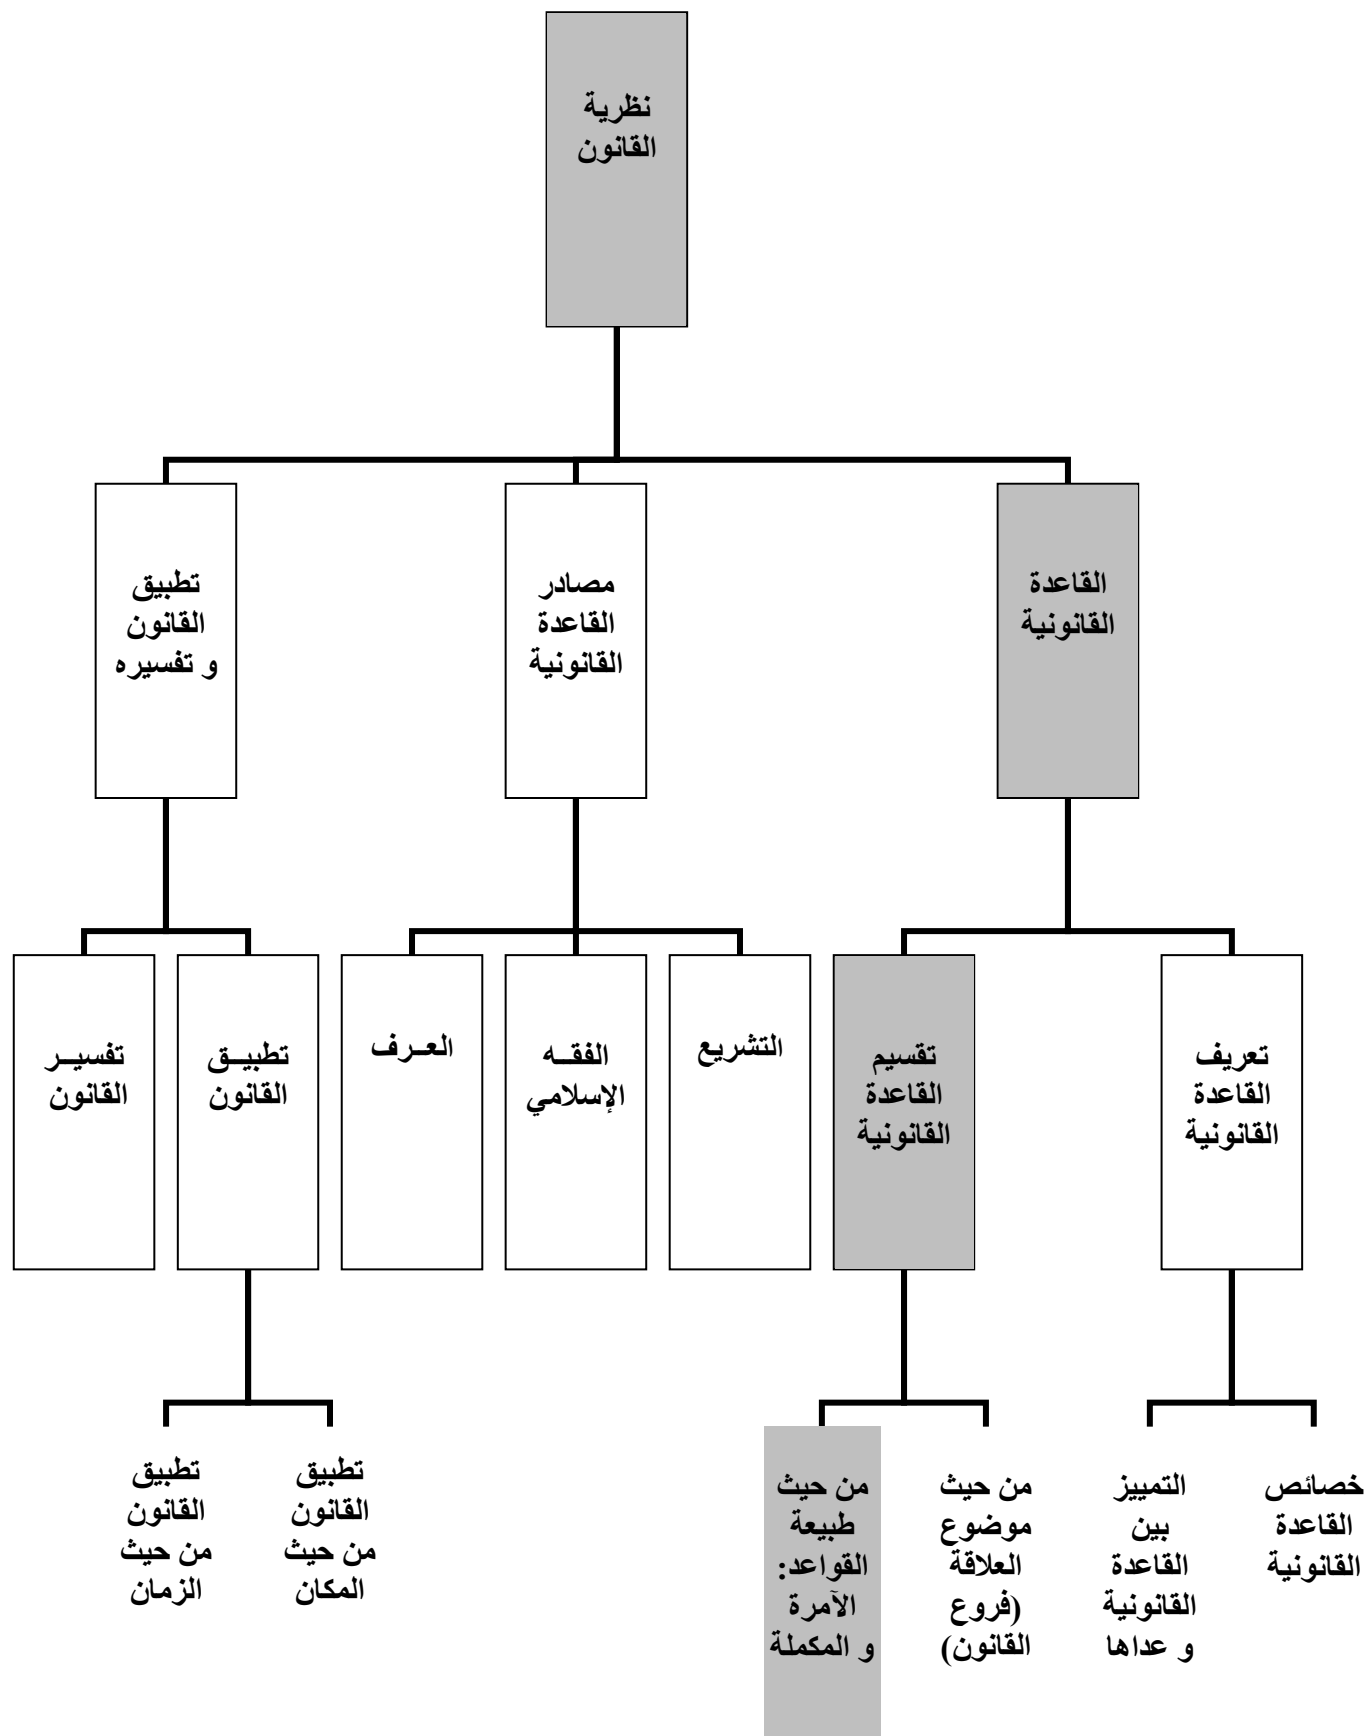 نظرية
القانون
القاعدة
القانونية
مصادر
القاعدة
القانونية
تطبيق
القانون
و تفسيره
تعريف
القاعدة
القانونية
تقسيم
القاعدة
القانونية
التشريع
الفقــه
الإسلامي
العــرف
تطبيــق
القانون
تفسيــر
القانون
خصائص
القاعدة
القانونية
التمييز
بين
القاعدة
القانونية
و عداها
من حيث
موضوع
العلاقة
(فروع
القانون)
من حيث
طبيعة
القواعد:
الآمرة
و المكملة
تطبيق
القانون
من حيث
المكان
تطبيق
القانون
من حيث
الزمان